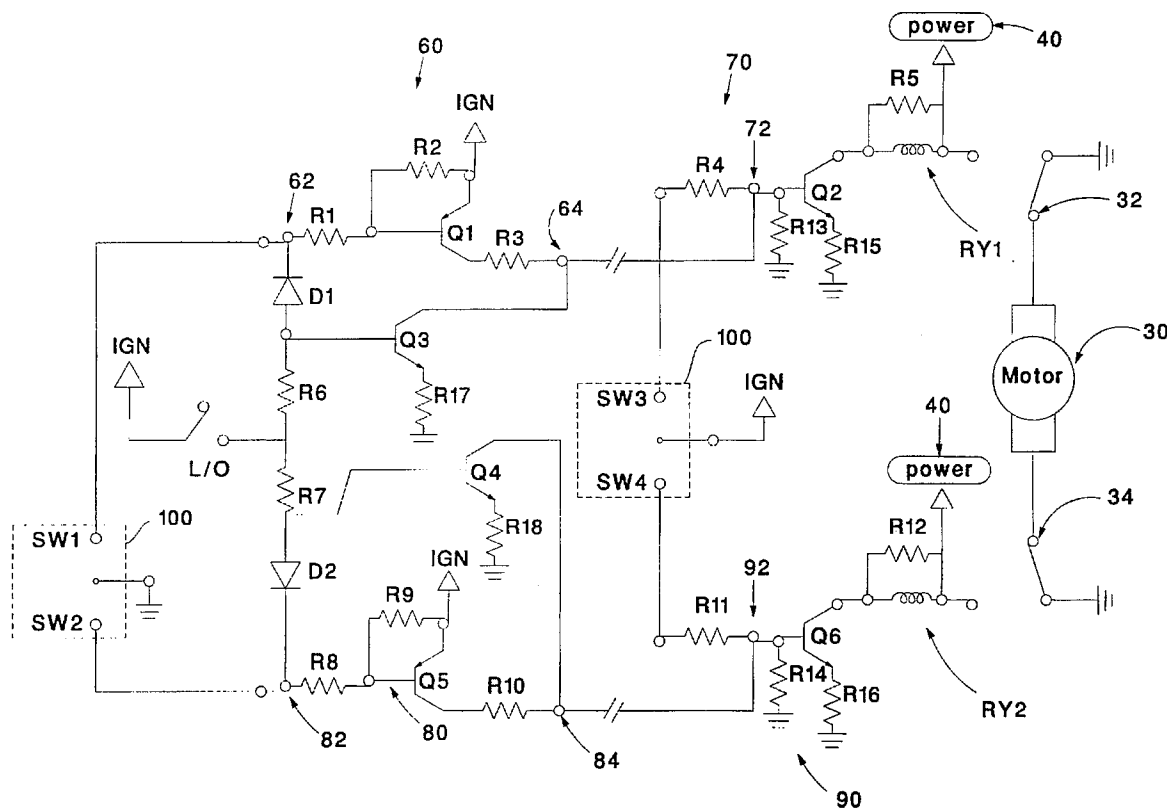 power
40
60
70
R5
IGN
R2
72
R4
62
Q2
R1
64
32
Q1
R3
R13
R15
RY1
D1
IGN
Q3
100
30
R6
IGN
R17
SW3
Motor
L/O
40
Q4
SW4
power
R7
34
100
R18
R12
SW1
IGN
D2
92
R9
R11
SW2
Q6
R8
Q5
R14
R10
R16
RY2
82
80
84
90